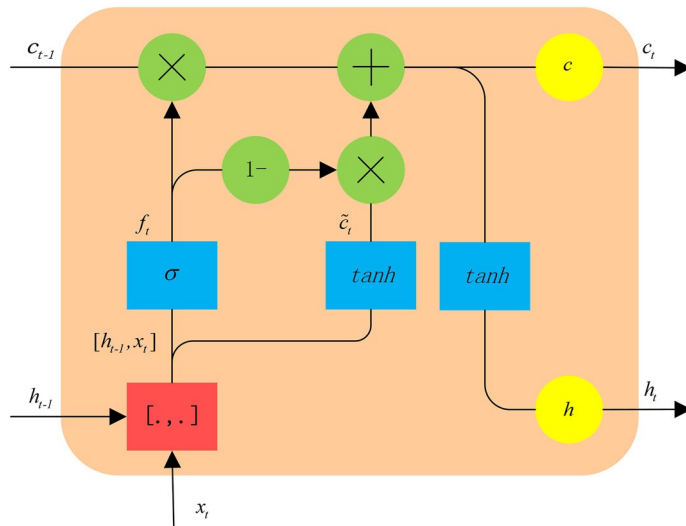 c_{t-1}
×
+
c
c_t
1-
×
f_t
c̃_t
σ
tanh
tanh
[h_{t-1}, x_t]
h_{t-1}
[.,.]
h
h_t
x_t